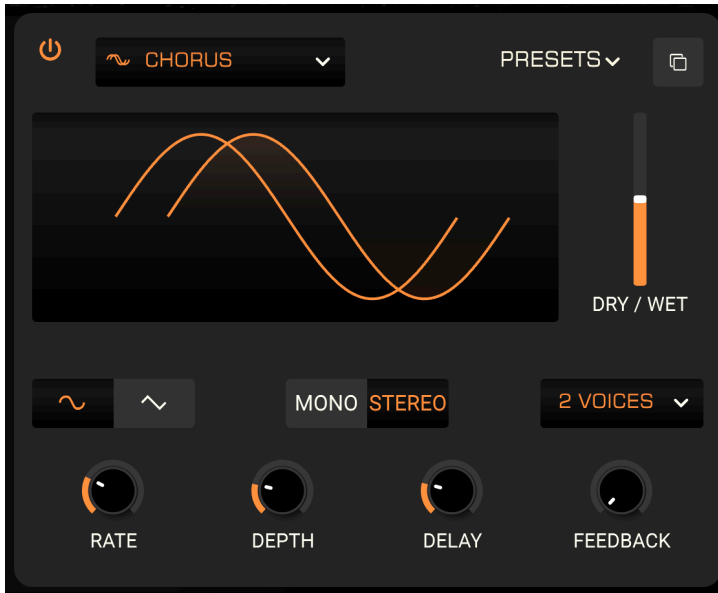 CHORUS
PRESETS
DRY / WET
MONO STEREO
2 VOICES
RATE
DEPTH
DELAY
FEEDBACK